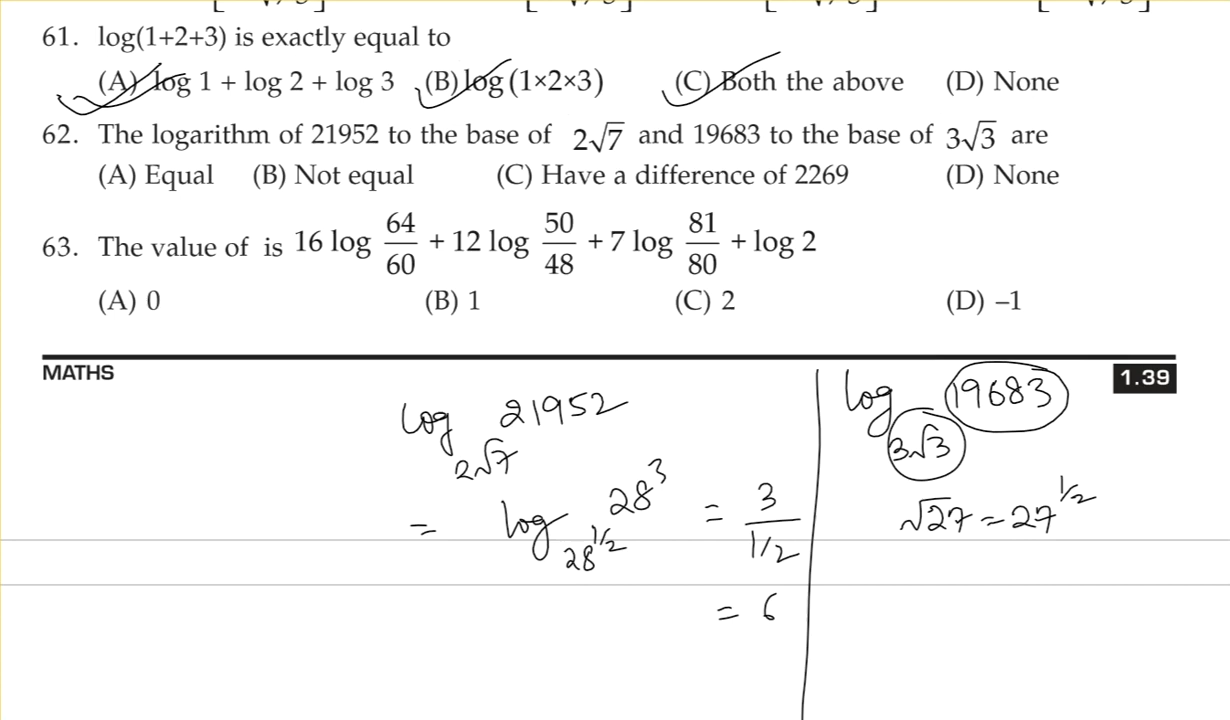 61. log(1+2+3) is exactly equal to
(A) log 1 + log 2 + log 3 (B) log (1×2×3) (C) Both the above (D) None
62. The logarithm of 21952 to the base of 2√7 and 19683 to the base of 3√3 are
(A) Equal (B) Not equal (C) Have a difference of 2269 (D) None
63. The value of is 16 log 64/60 + 12 log 50/48 + 7 log 81/80 + log 2
(A) 0 (B) 1 (C) 2 (D) –1
MATHS 1.39
log_{2√7} 21952
= log_{28^{1/2}} 28^3 = 3/(1/2)
= 6
log_{3√3} 19683
√27 = 27^{1/2}